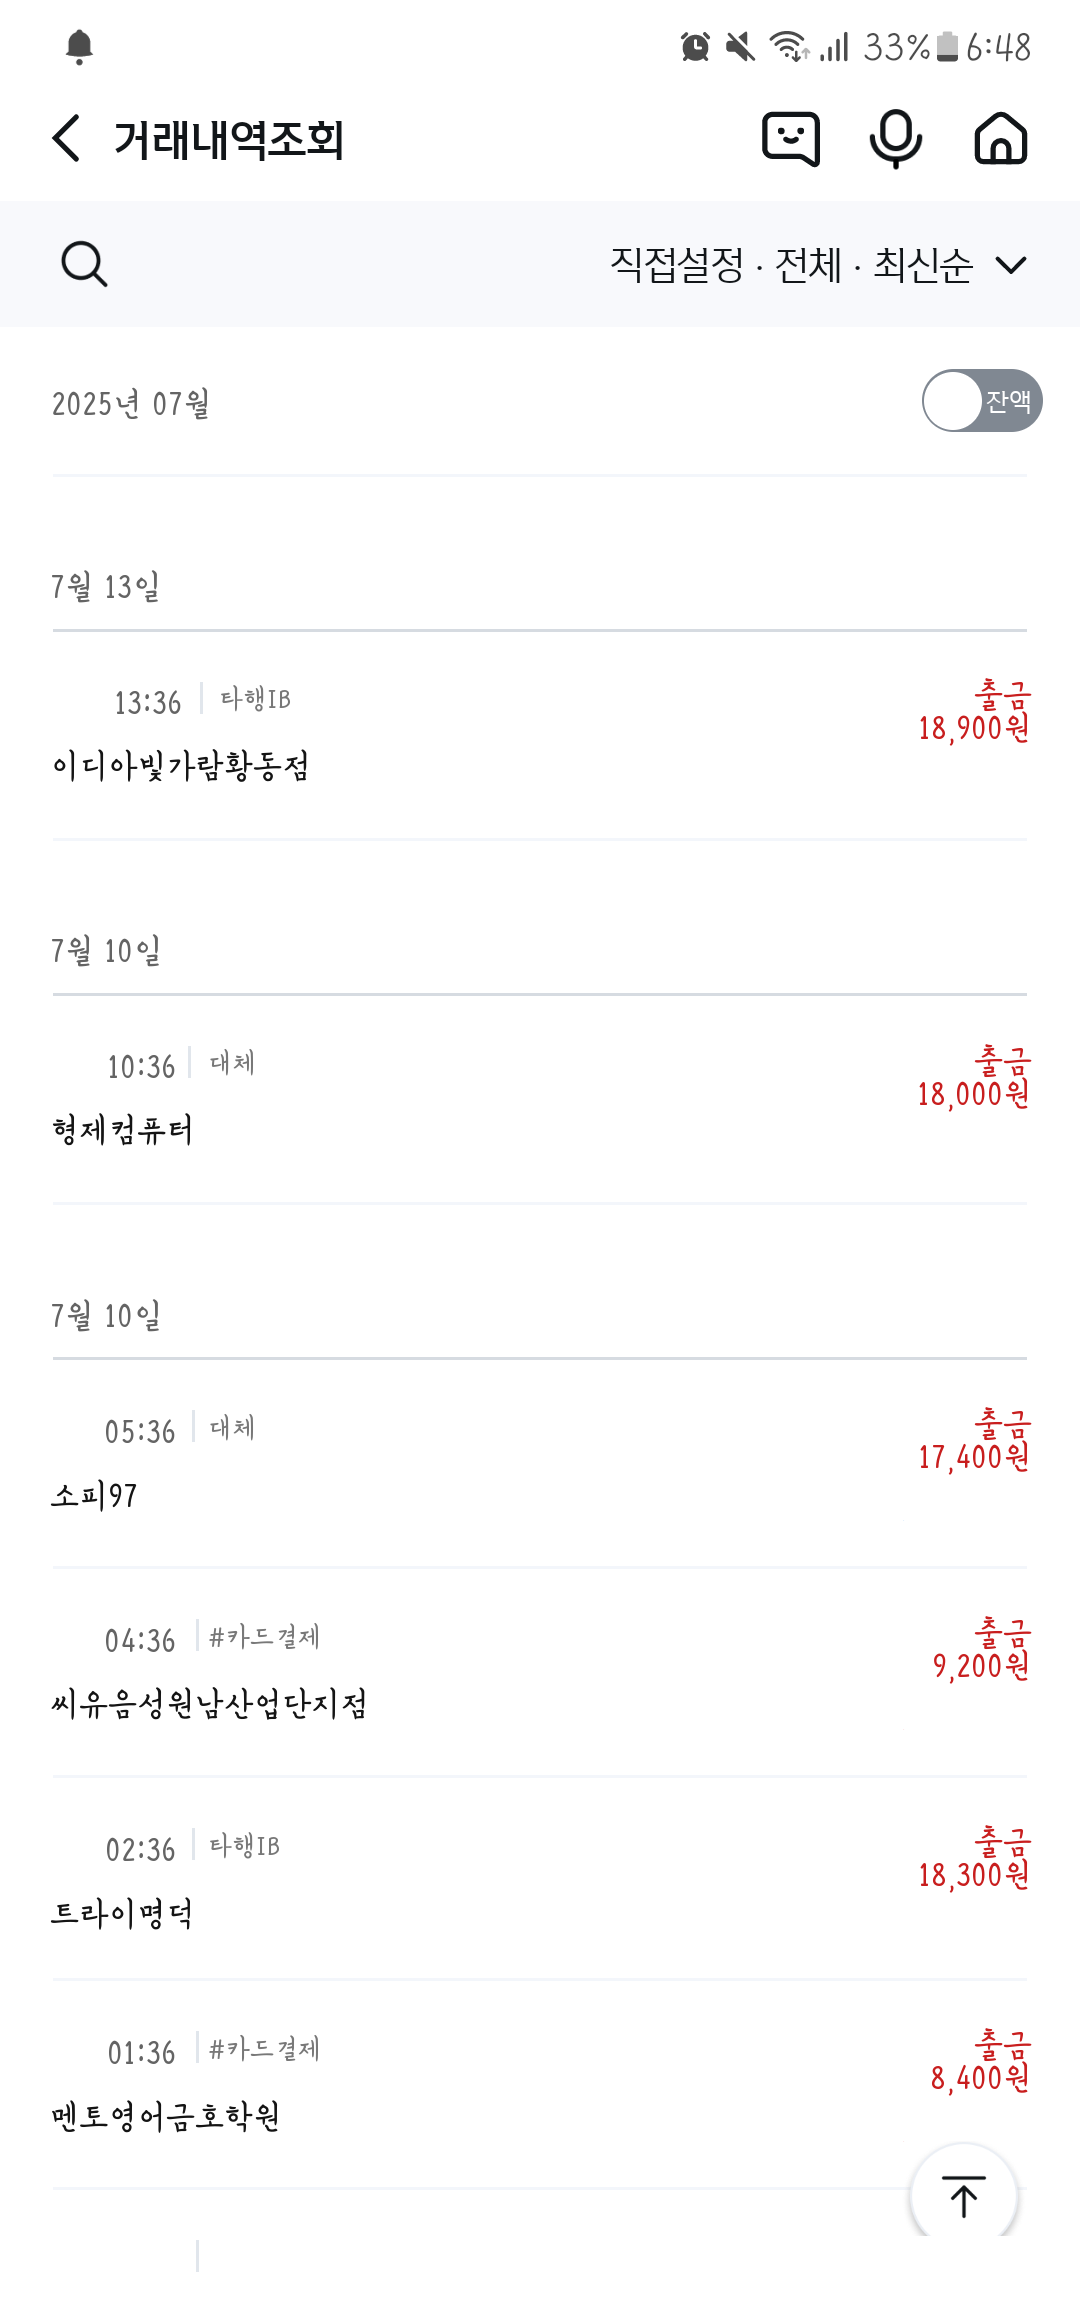 33% 6:48
거래내역조회
직접설정 · 전체 · 최신순
2025년 07월
잔액
7월 13일
13:36 타행IB
출금
18,900원
이디아빛가람황동점
7월 10일
10:36 대체
출금
18,000원
형제컴퓨터
7월 10일
05:36 대체
출금
17,400원
소피97
04:36 #카드결제
출금
9,200원
씨유음성원남산업단지점
02:36 타행IB
출금
18,300원
트라이명덕
01:36 #카드결제
출금
8,400원
멘토영어금호학원